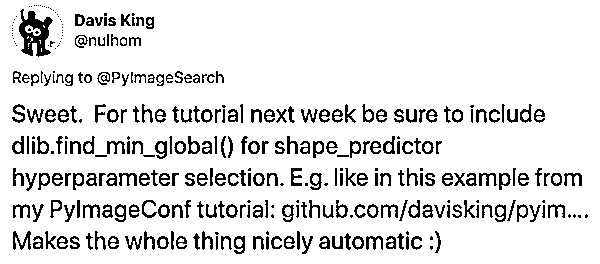 Davis King
@nulhom
Replying to @PyImageSearch
Sweet. For the tutorial next week be sure to include
dlib.find_min_global() for shape_predictor
hyperparameter selection. E.g. like in this example from
my PyImageConf tutorial: github.com/davisking/pyim....
Makes the whole thing nicely automatic :)